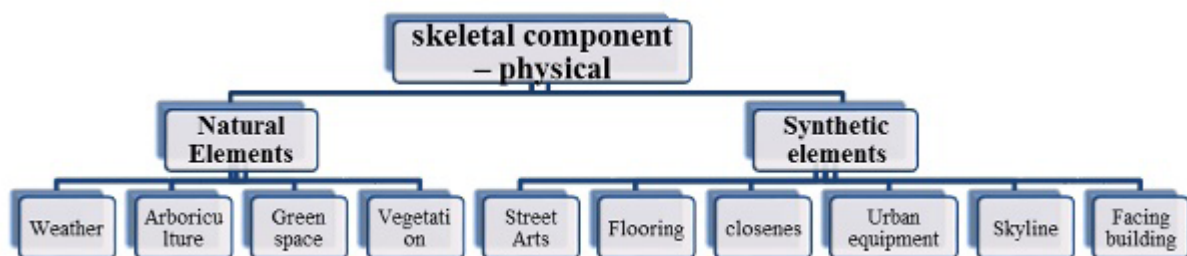 skeletal component
– physical
Natural
Elements
Synthetic
elements
Weather
Arboricu
lture
Green
space
Vegetati
on
Street
Arts
Flooring
closenes
Urban
equipment
Skyline
Facing
building